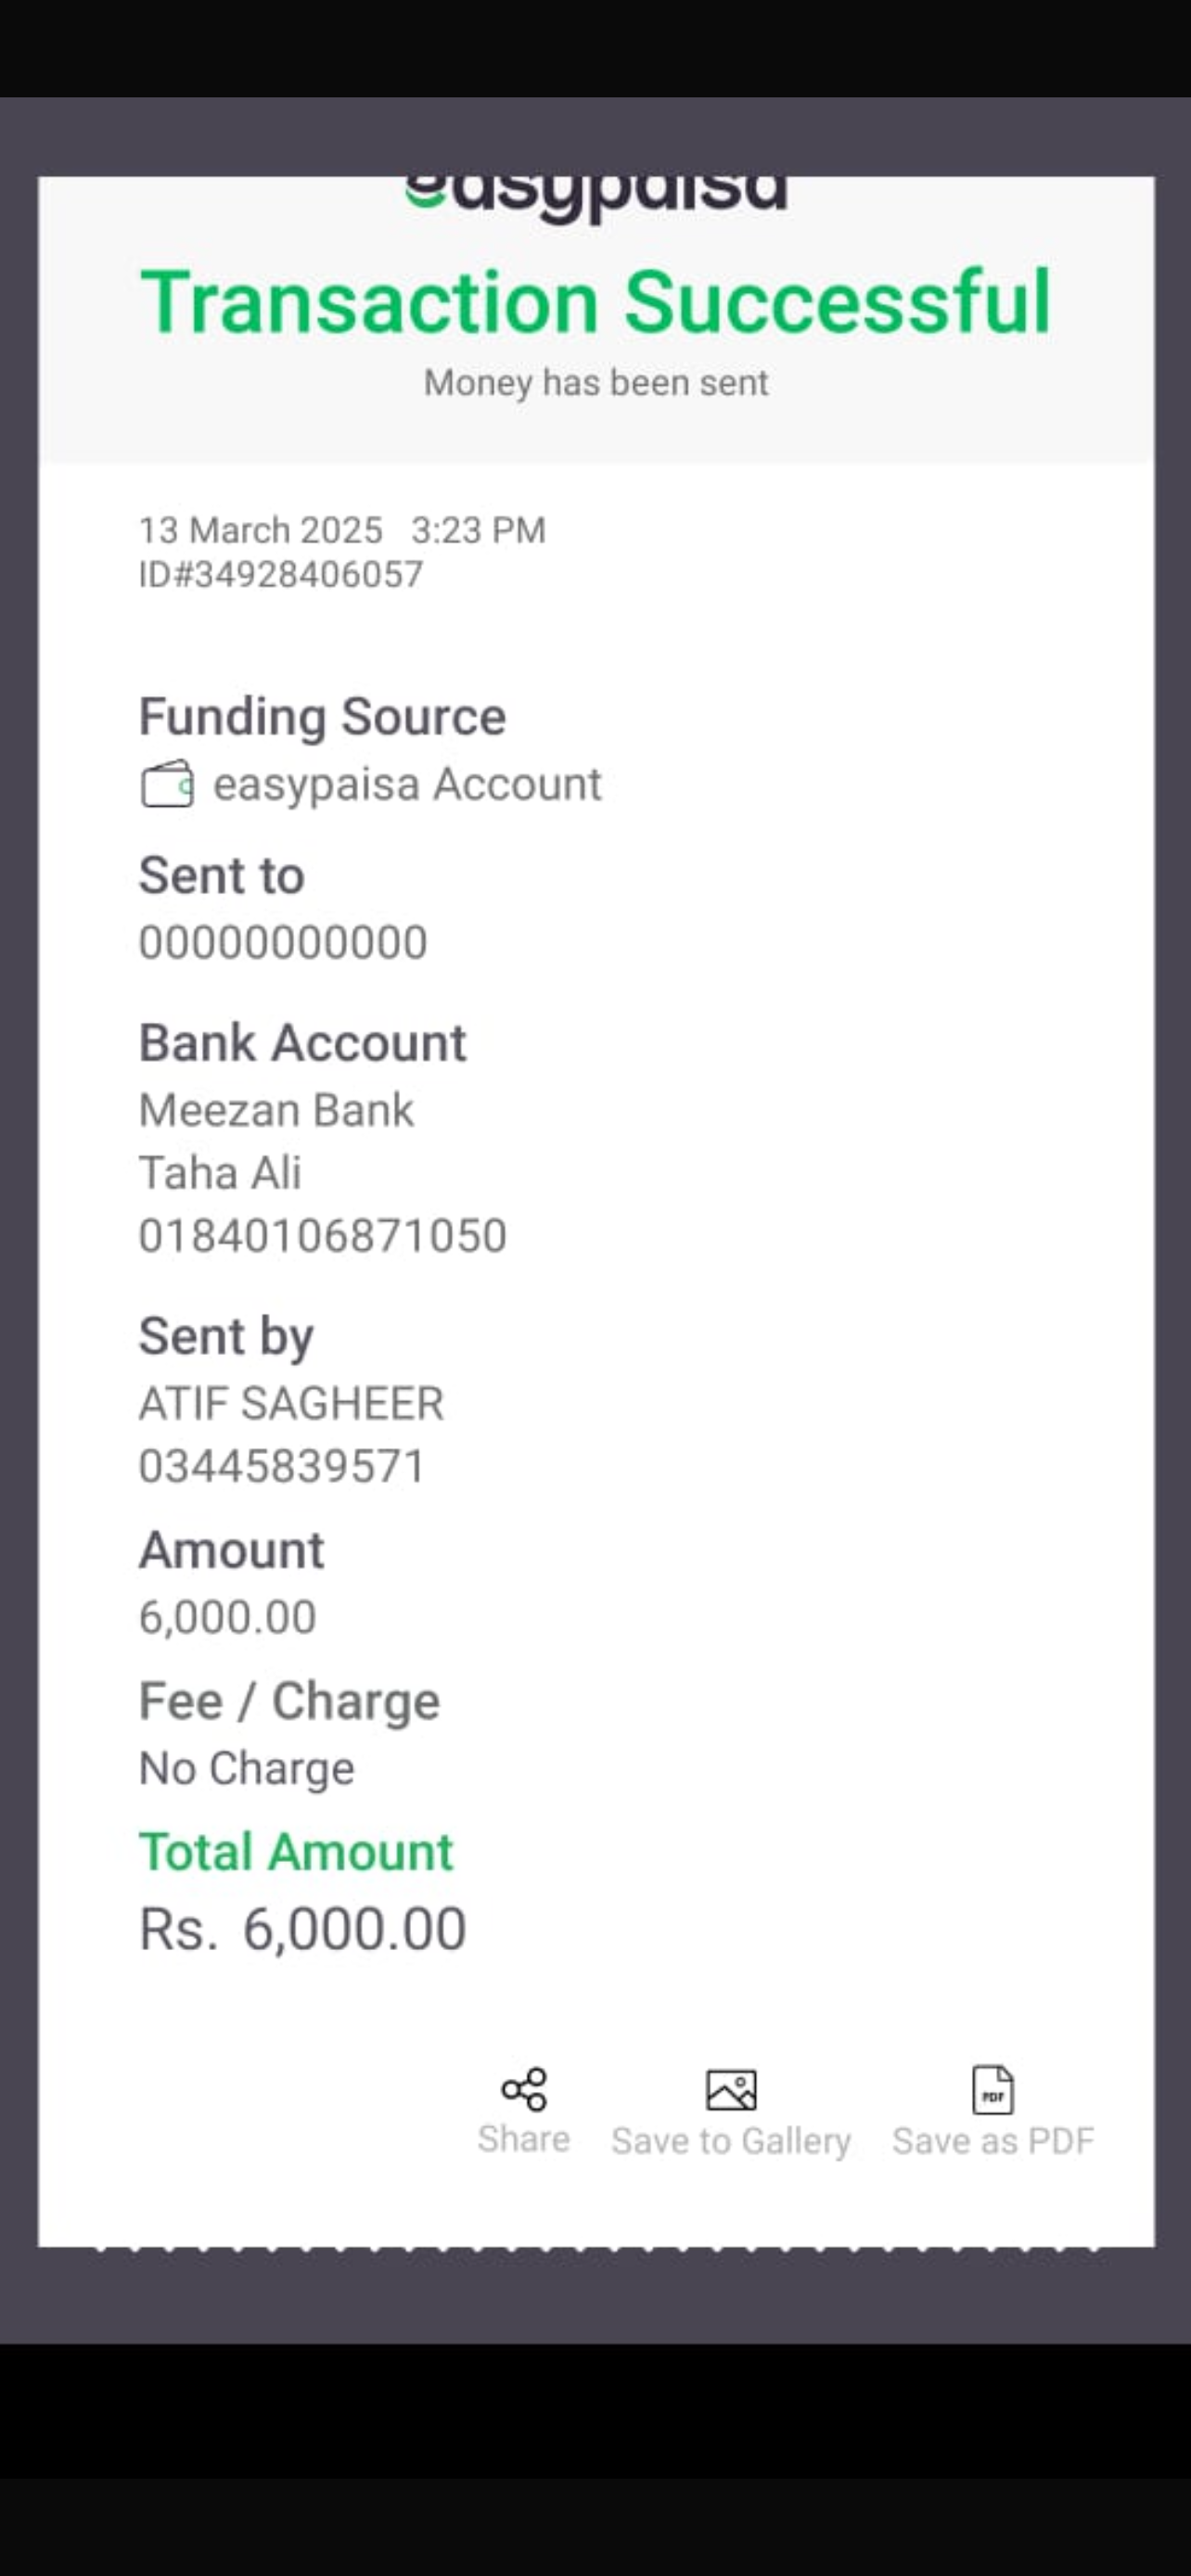 easypaisa
Transaction Successful
Money has been sent
13 March 2025 3:23 PM
ID#34928406057
Funding Source
easypaisa Account
Sent to
00000000000
Bank Account
Meezan Bank
Taha Ali
01840106871050
Sent by
ATIF SAGHEER
03445839571
Amount
6,000.00
Fee / Charge
No Charge
Total Amount
Rs. 6,000.00
PDF
Share Save to Gallery Save as PDF